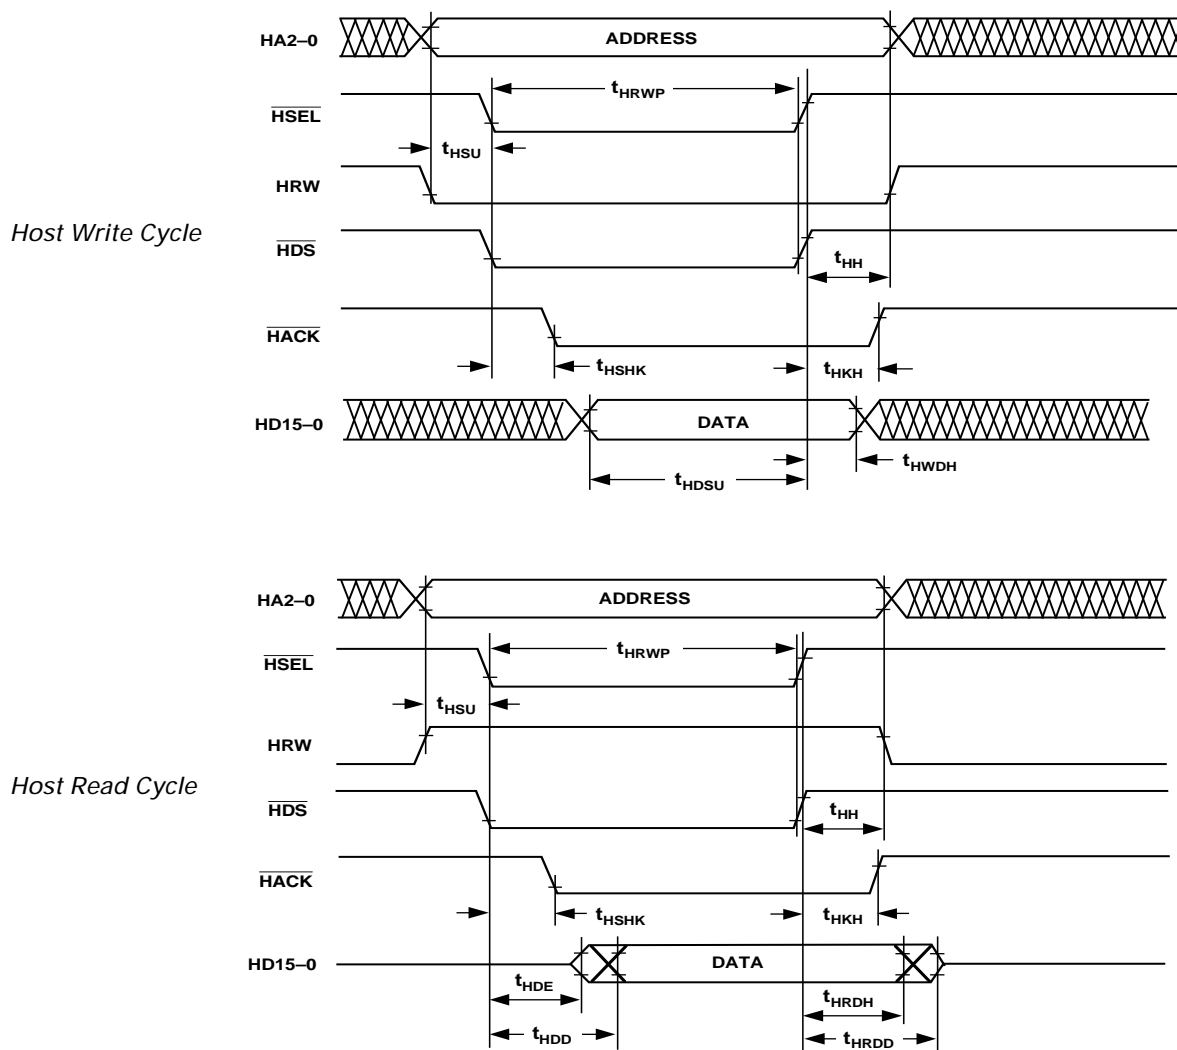 HA2–0
ADDRESS
tHRWP
HSEL
tHSU
HRW
Host Write Cycle
HDS
tHH
HACK
tHSHK
tHKH
HD15–0
DATA
tHWDH
tHDSU
HA2–0
ADDRESS
HSEL
tHRWP
tHSU
HRW
Host Read Cycle
HDS
tHH
HACK
tHSHK
tHKH
HD15–0
DATA
tHDE
tHRDH
tHDD
tHRDD